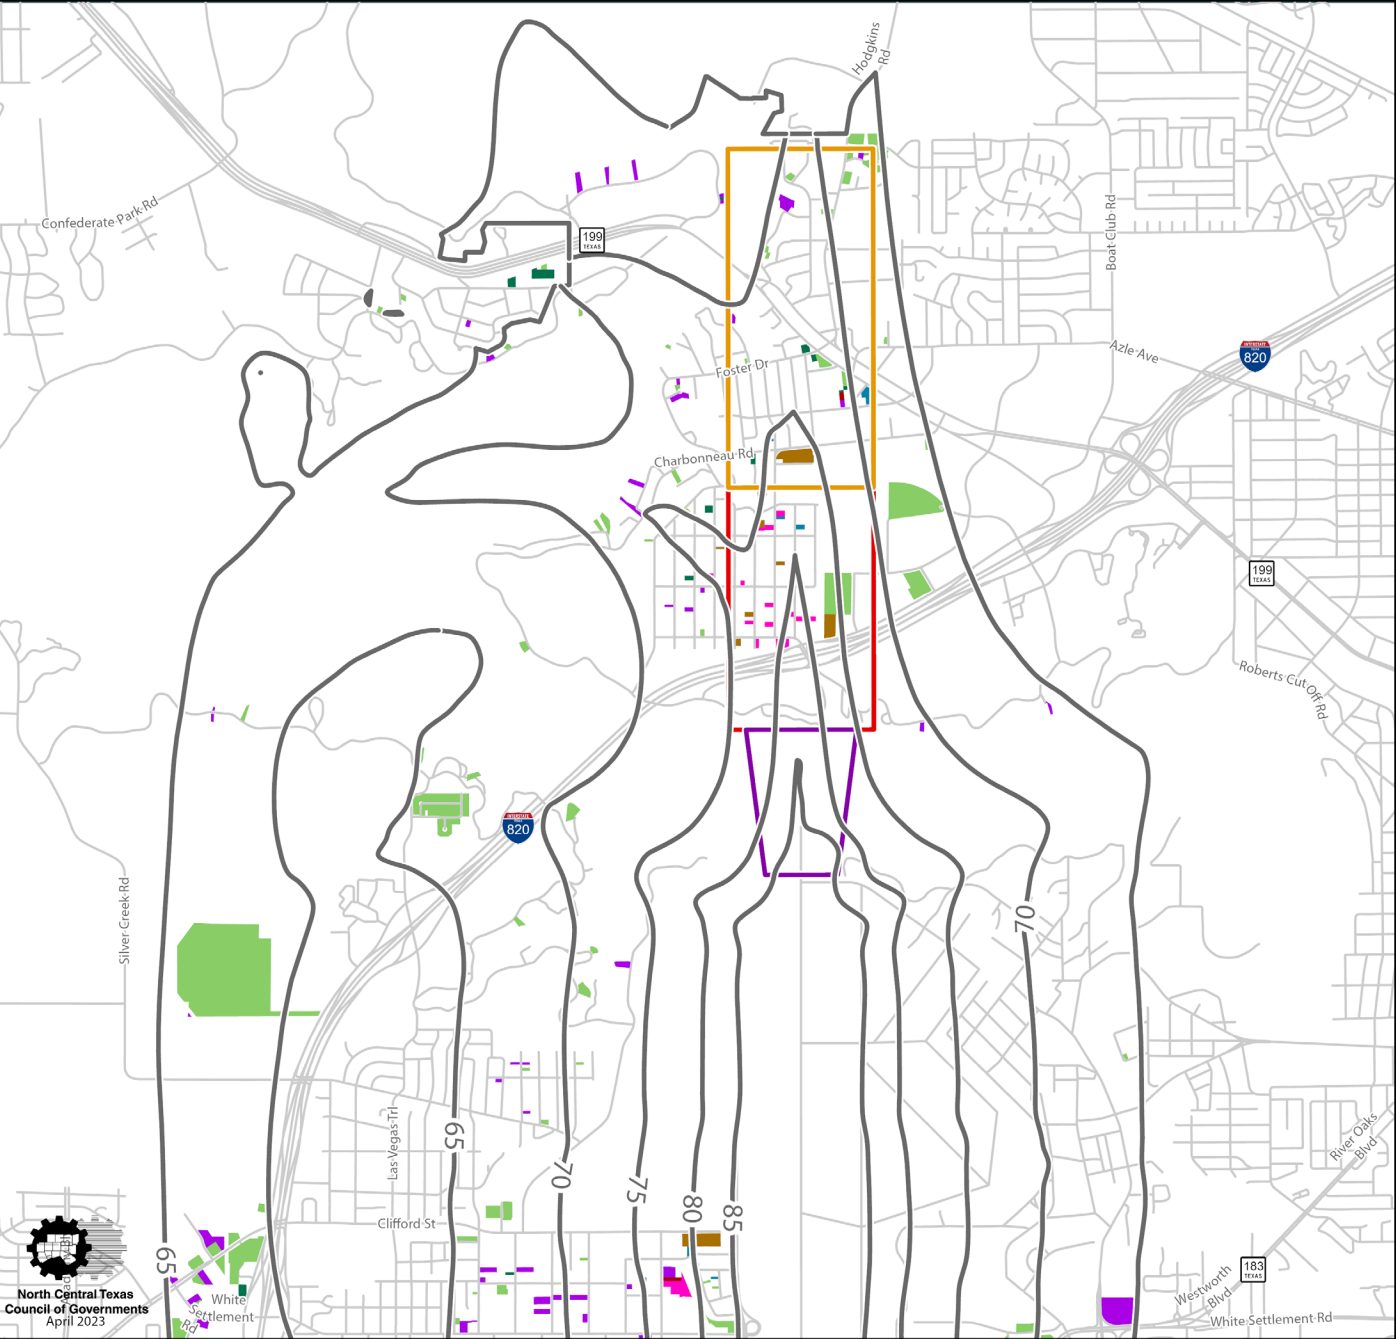 Hodgkins
Rd
Confederate Park Rd
199
TEXAS
Boat Club Rd
Azle Ave
INTERSTATE
820
Foster Dr
Charbonneau Rd
199
TEXAS
Roberts Cut Off Rd
INTERSTATE
820
Silver Creek Rd
70
Las Vegas Trl
65
70
75
80
85
65
River Oaks
Blvd
Clifford St
183
TEXAS
Westworth
Blvd
White Settlement Rd
White
Settlement
Rd
North Central Texas
Council of Governments
April 2023